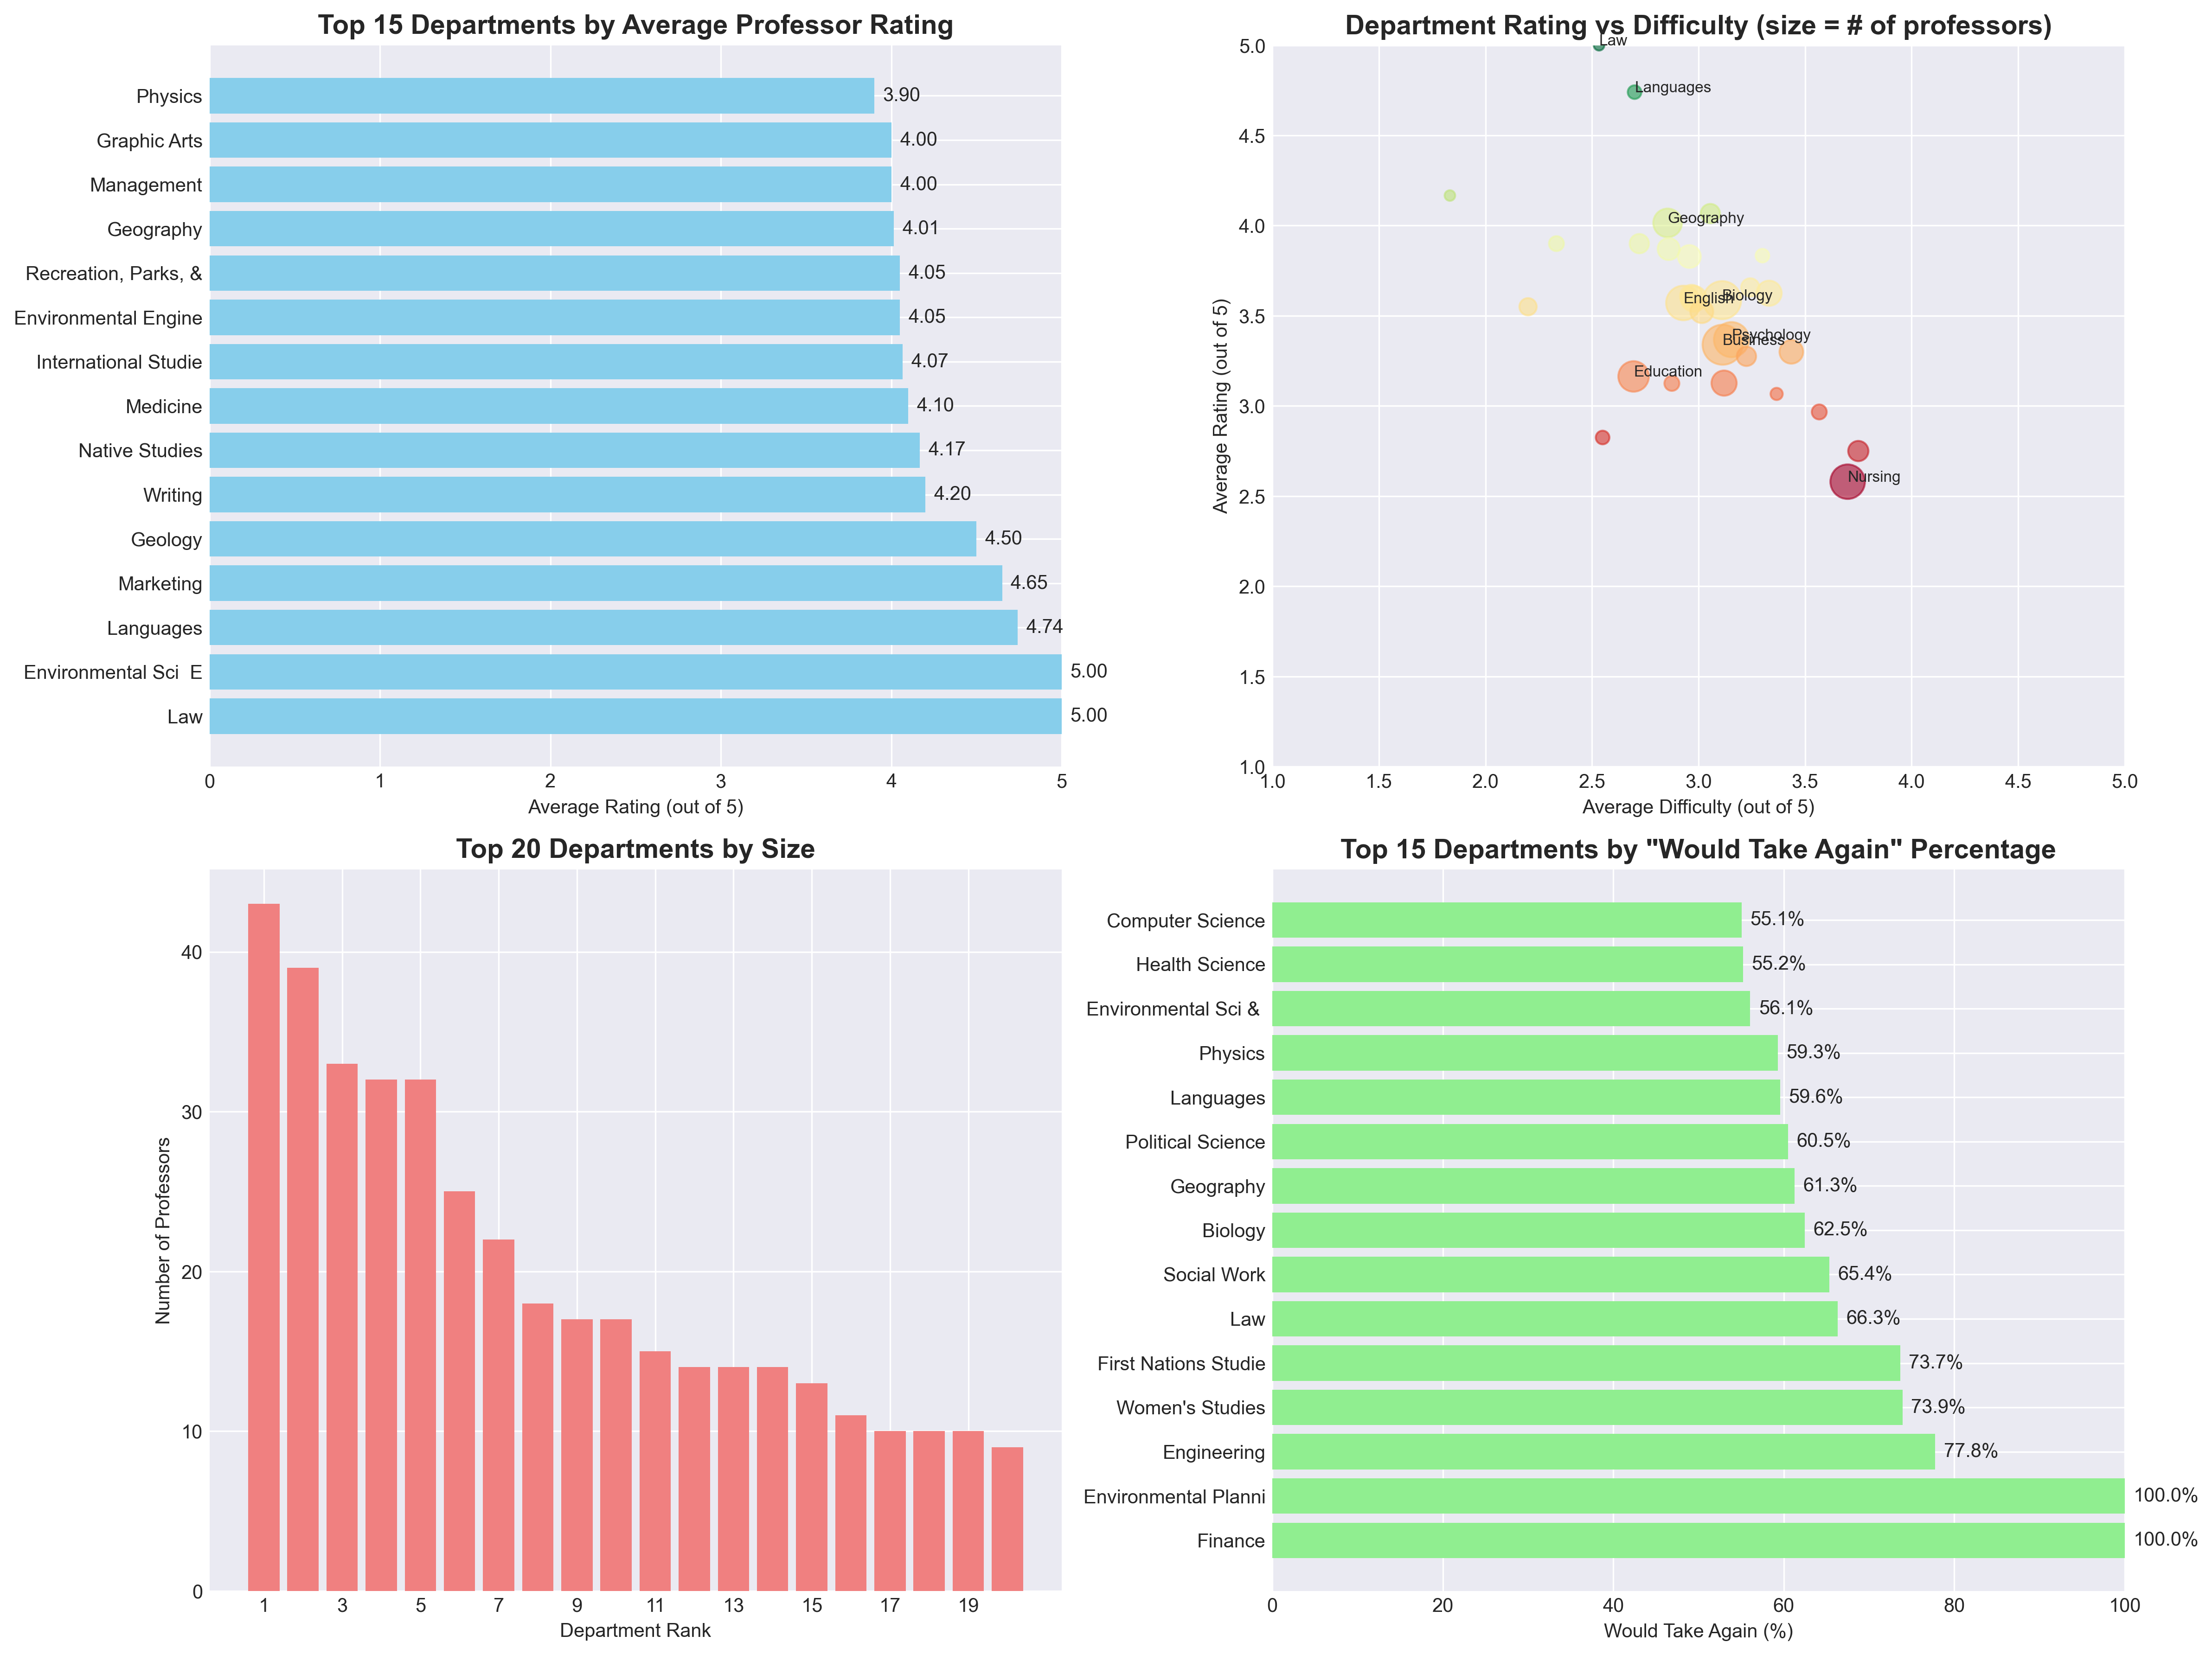 Top 15 Departments by Average Professor Rating
Physics 3.90
Graphic Arts 4.00
Management 4.00
Geography 4.01
Recreation, Parks, & 4.05
Environmental Engine 4.05
International Studie 4.07
Medicine 4.10
Native Studies 4.17
Writing 4.20
Geology 4.50
Marketing 4.65
Languages 4.74
Environmental Sci  E 5.00
Law 5.00
0 1 2 3 4 5
Average Rating (out of 5)
Department Rating vs Difficulty (size = # of professors)
Average Rating (out of 5)
5.0
4.5
4.0
3.5
3.0
2.5
2.0
1.5
1.0
Law
Languages
Geography
English
Biology
Psychology
Business
Education
Nursing
1.0 1.5 2.0 2.5 3.0 3.5 4.0 4.5 5.0
Average Difficulty (out of 5)
Top 20 Departments by Size
Number of Professors
40
30
20
10
0
1 3 5 7 9 11 13 15 17 19
Department Rank
Top 15 Departments by "Would Take Again" Percentage
Computer Science 55.1%
Health Science 55.2%
Environmental Sci & 56.1%
Physics 59.3%
Languages 59.6%
Political Science 60.5%
Geography 61.3%
Biology 62.5%
Social Work 65.4%
Law 66.3%
First Nations Studie 73.7%
Women's Studies 73.9%
Engineering 77.8%
Environmental Planni 100.0%
Finance 100.0%
0 20 40 60 80 100
Would Take Again (%)